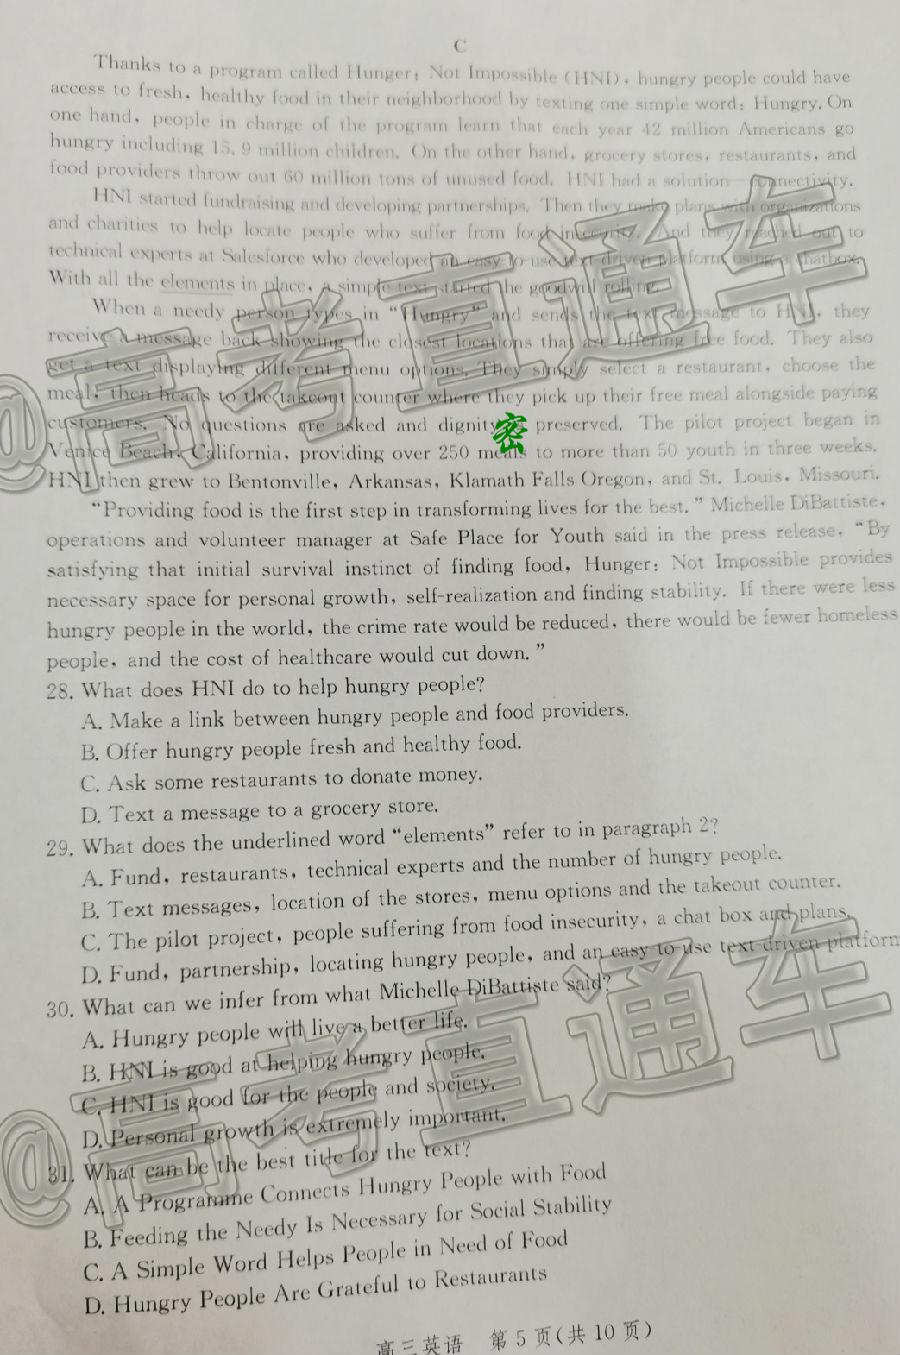 C
Thanks to a program called Hunger: Not Impossible (HNI), hungry people could have
access to fresh, healthy food in their neighborhood by texting one simple word: Hungry. On
one hand, people in charge of the program learn that each year 42 million Americans go
hungry including 13. 9 million children. On the other hand, grocery stores, restaurants, and
food providers throw out 60 million tons of unused food. HNI had a solution—connectivity.
HNI started fundraising and developing partnerships. Then they make plans with organizations
and charities to help locate people who suffer from food insecurity. And they reached out to
technical experts at Salesforce who developed an easy to use text-driven platform using a chatbox.
With all the elements in place, a simple text started the goodwill rolling.
When a needy person types in “Hungry” and sends the text message to HNI, they
receive a message back showing the closest locations that are offering free food. They also
get a text displaying different menu options. They simply select a restaurant, choose the
meal, then heads to the takeout counter where they pick up their free meal alongside paying
customers. No questions are asked and dignity preserved. The pilot project began in
密
Venice Beach, California, providing over 250 meals to more than 50 youth in three weeks.
HNI then grew to Bentonville, Arkansas, Klamath Falls Oregon, and St. Louis, Missouri.
“Providing food is the first step in transforming lives for the best.” Michelle DiBattiste,
operations and volunteer manager at Safe Place for Youth said in the press release, “By
satisfying that initial survival instinct of finding food, Hunger: Not Impossible provides
necessary space for personal growth, self-realization and finding stability. If there were less
hungry people in the world, the crime rate would be reduced, there would be fewer homeless
people, and the cost of healthcare would cut down.”
28. What does HNI do to help hungry people?
A. Make a link between hungry people and food providers.
B. Offer hungry people fresh and healthy food.
C. Ask some restaurants to donate money.
D. Text a message to a grocery store.
29. What does the underlined word “elements” refer to in paragraph 2?
A. Fund, restaurants, technical experts and the number of hungry people.
B. Text messages, location of the stores, menu options and the takeout counter.
C. The pilot project, people suffering from food insecurity, a chat box and plans.
D. Fund, partnership, locating hungry people, and an easy to use text-driven platform
30. What can we infer from what Michelle DiBattiste said?
A. Hungry people will live a better life.
B. HNI is good at helping hungry people.
C. HNI is good for the people and society.
D. Personal growth is extremely important.
31. What can be the best title for the text?
A. A Programme Connects Hungry People with Food
B. Feeding the Needy Is Necessary for Social Stability
C. A Simple Word Helps People in Need of Food
D. Hungry People Are Grateful to Restaurants
高三英语 第 5 页(共 10 页)
@高考直通车
@高考直通车